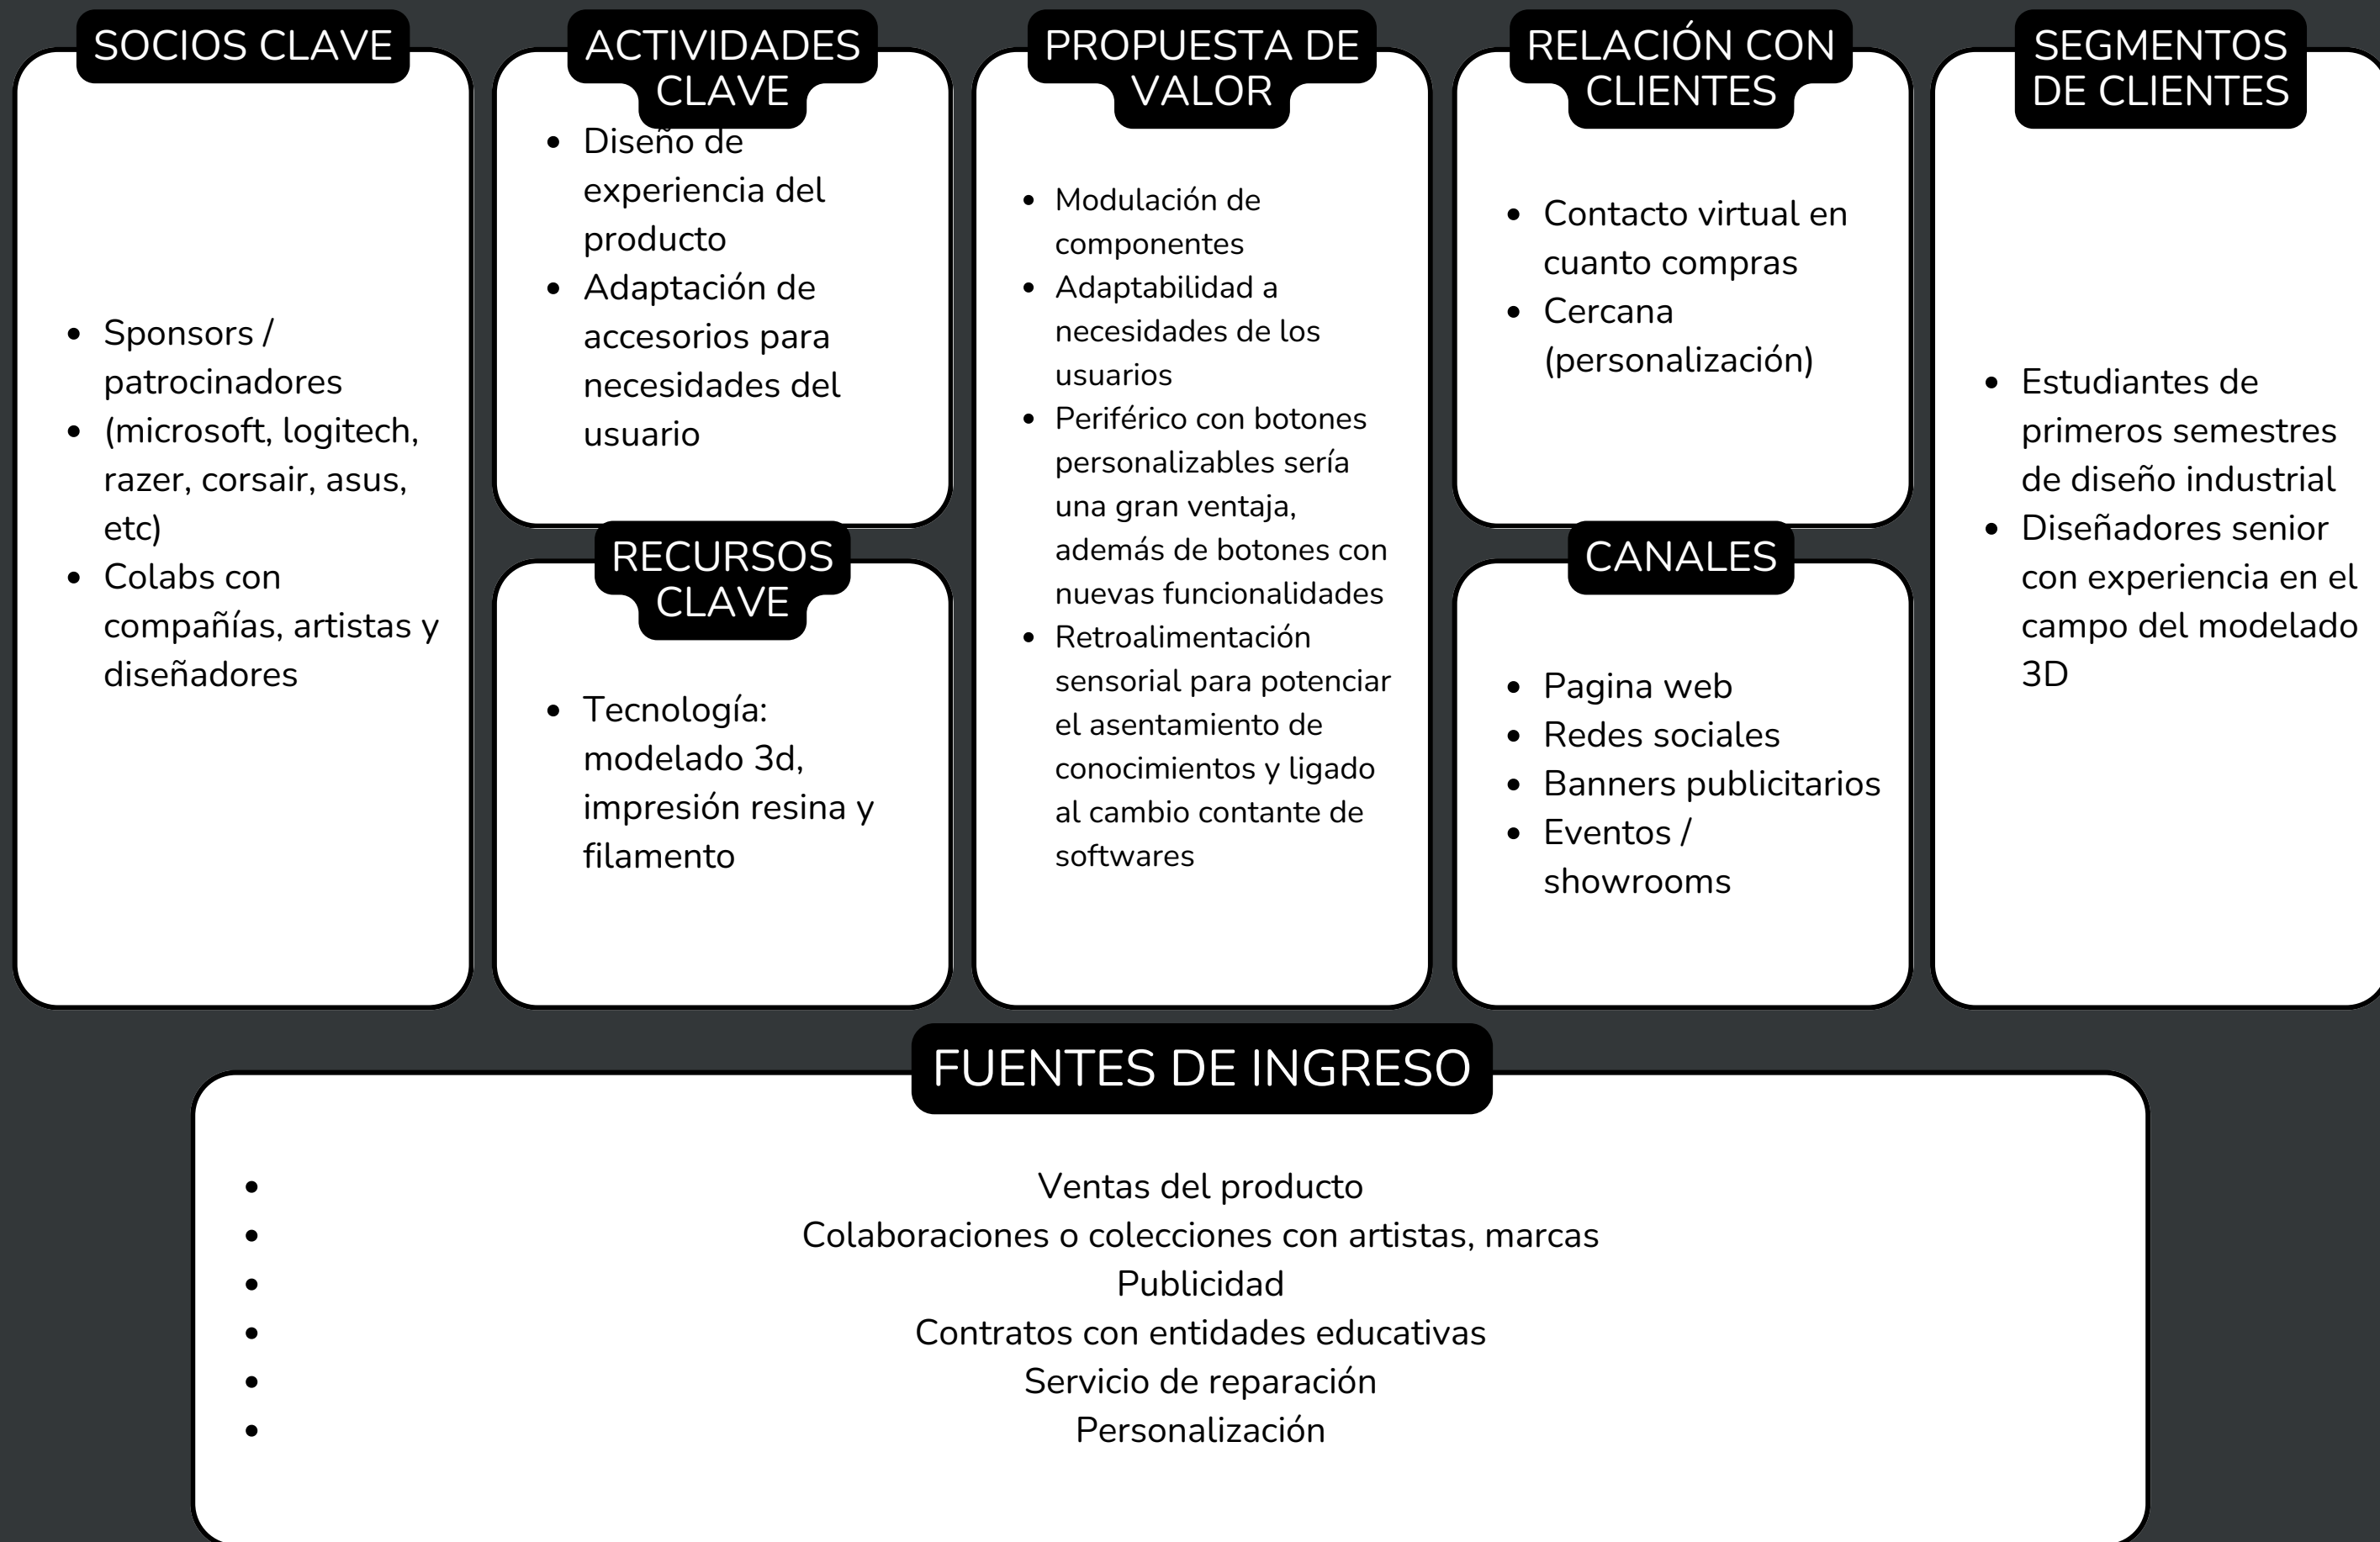 SOCIOS CLAVE
• Sponsors /
patrocinadores
• (microsoft, logitech,
razer, corsair, asus,
etc)
• Colabs con
compañías, artistas y
diseñadores
ACTIVIDADES
CLAVE
• Diseño de
experiencia del
producto
• Adaptación de
accesorios para
necesidades del
usuario
RECURSOS
CLAVE
• Tecnología:
modelado 3d,
impresión resina y
filamento
PROPUESTA DE
VALOR
• Modulación de
componentes
• Adaptabilidad a
necesidades de los
usuarios
• Periférico con botones
personalizables sería
una gran ventaja,
además de botones con
nuevas funcionalidades
• Retroalimentación
sensorial para potenciar
el asentamiento de
conocimientos y ligado
al cambio contante de
softwares
RELACIÓN CON
CLIENTES
• Contacto virtual en
cuanto compras
• Cercana
(personalización)
CANALES
• Pagina web
• Redes sociales
• Banners publicitarios
• Eventos /
showrooms
SEGMENTOS
DE CLIENTES
• Estudiantes de
primeros semestres
de diseño industrial
• Diseñadores senior
con experiencia en el
campo del modelado
3D
FUENTES DE INGRESO
• Ventas del producto
• Colaboraciones o colecciones con artistas, marcas
• Publicidad
• Contratos con entidades educativas
• Servicio de reparación
• Personalización